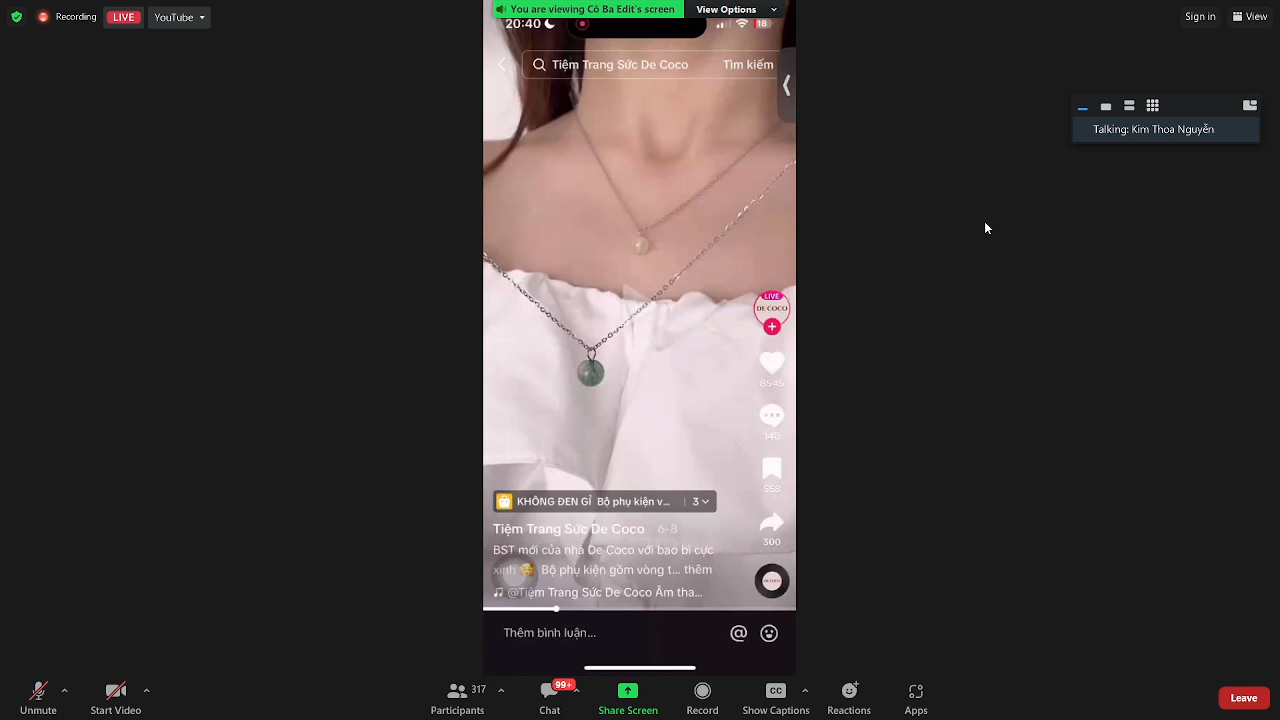 Recording
LIVE
YouTube
You are viewing Cô Ba Edit's screen
View Options
View
20:40
18
Tiệm Trang Sức De Coco
Tìm kiếm
Talking: Kim Thoa Nguyễn
LIVE
DE COCO
8545
148
558
300
KHÔNG ĐEN GỈ Bộ phụ kiện v...
3
Tiệm Trang Sức De Coco 6-8
BST mới của nhà De Coco với bao bì cực
xinh 🥰 Bộ phụ kiện gồm vòng t... thêm
@Tiệm Trang Sức De Coco Âm tha...
Thêm bình luận...
Unmute
Start Video
Participants
317
Chat
99+
Share Screen
Record
CC
Show Captions
Reactions
Apps
Leave